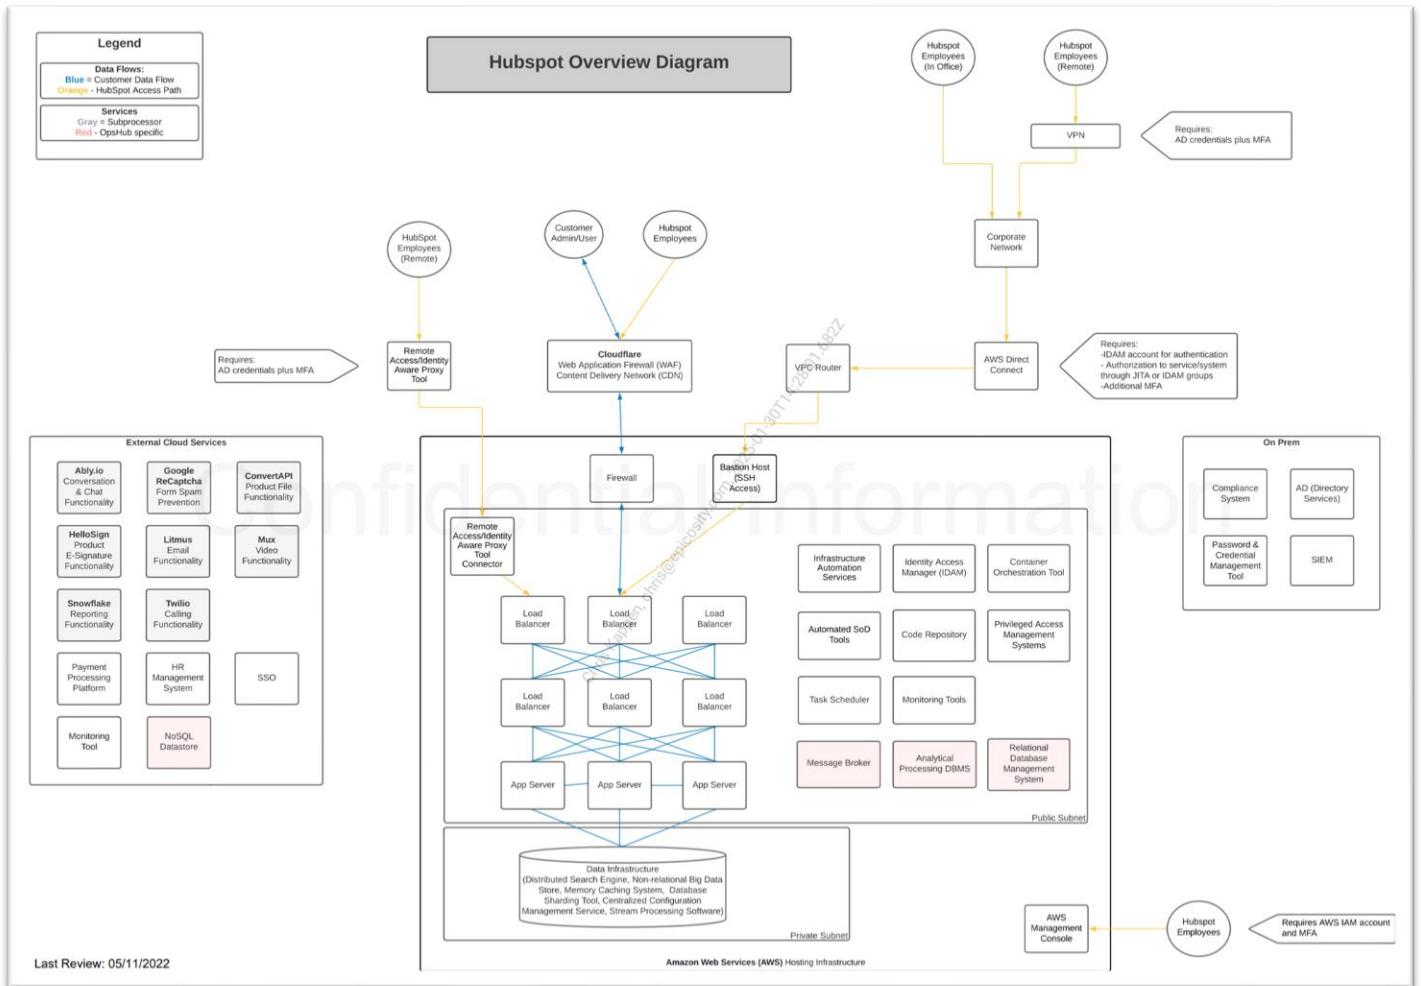 Legend
Data Flows:
Blue = Customer Data Flow
Orange - HubSpot Access Path
Services
Gray = Subprocessor
Red - OpsHub specific
Hubspot Overview Diagram
Hubspot
Employees
(In Office)
Hubspot
Employees
(Remote)
VPN
Requires:
AD credentials plus MFA
HubSpot
Employees
(Remote)
Customer
Admin/User
Hubspot
Employees
Corporate
Network
Requires:
AD credentials plus MFA
Remote
Access/Identity
Aware Proxy
Tool
Cloudflare
Web Application Firewall (WAF)
Content Delivery Network (CDN)
VPC Router
AWS Direct
Connect
Requires:
-IDAM account for authentication
- Authorization to service/system
through JITA or IDAM groups
-Additional MFA
External Cloud Services
Ably.io
Conversation
& Chat
Functionality
Google
ReCaptcha
Form Spam
Prevention
ConvertAPI
Product File
Functionality
HelloSign
Product
E-Signature
Functionality
Litmus
Email
Functionality
Mux
Video
Functionality
Snowflake
Reporting
Functionality
Twilio
Calling
Functionality
Payment
Processing
Platform
HR
Management
System
SSO
Monitoring
Tool
NoSQL
Datastore
Firewall
Bastion Host
(SSH
Access)
Remote
Access/Identity
Aware Proxy
Tool
Connector
Load
Balancer
Load
Balancer
Load
Balancer
Load
Balancer
Load
Balancer
Load
Balancer
App Server
App Server
App Server
Infrastructure
Automation
Services
Identity Access
Manager (IDAM)
Container
Orchestration Tool
Automated SoD
Tools
Code Repository
Privileged Access
Management
Systems
Task Scheduler
Monitoring Tools
Message Broker
Analytical
Processing DBMS
Relational
Database
Management
System
Public Subnet
Data Infrastructure
(Distributed Search Engine, Non-relational Big Data
Store, Memory Caching System, Database
Sharding Tool, Centralized Configuration
Management Service, Stream Processing Software)
Private Subnet
On Prem
Compliance
System
AD (Directory
Services)
Password &
Credential
Management
Tool
SIEM
AWS
Management
Console
Hubspot
Employees
Requires AWS IAM account
and MFA
Amazon Web Services (AWS) Hosting Infrastructure
Last Review: 05/11/2022
Confidential Information